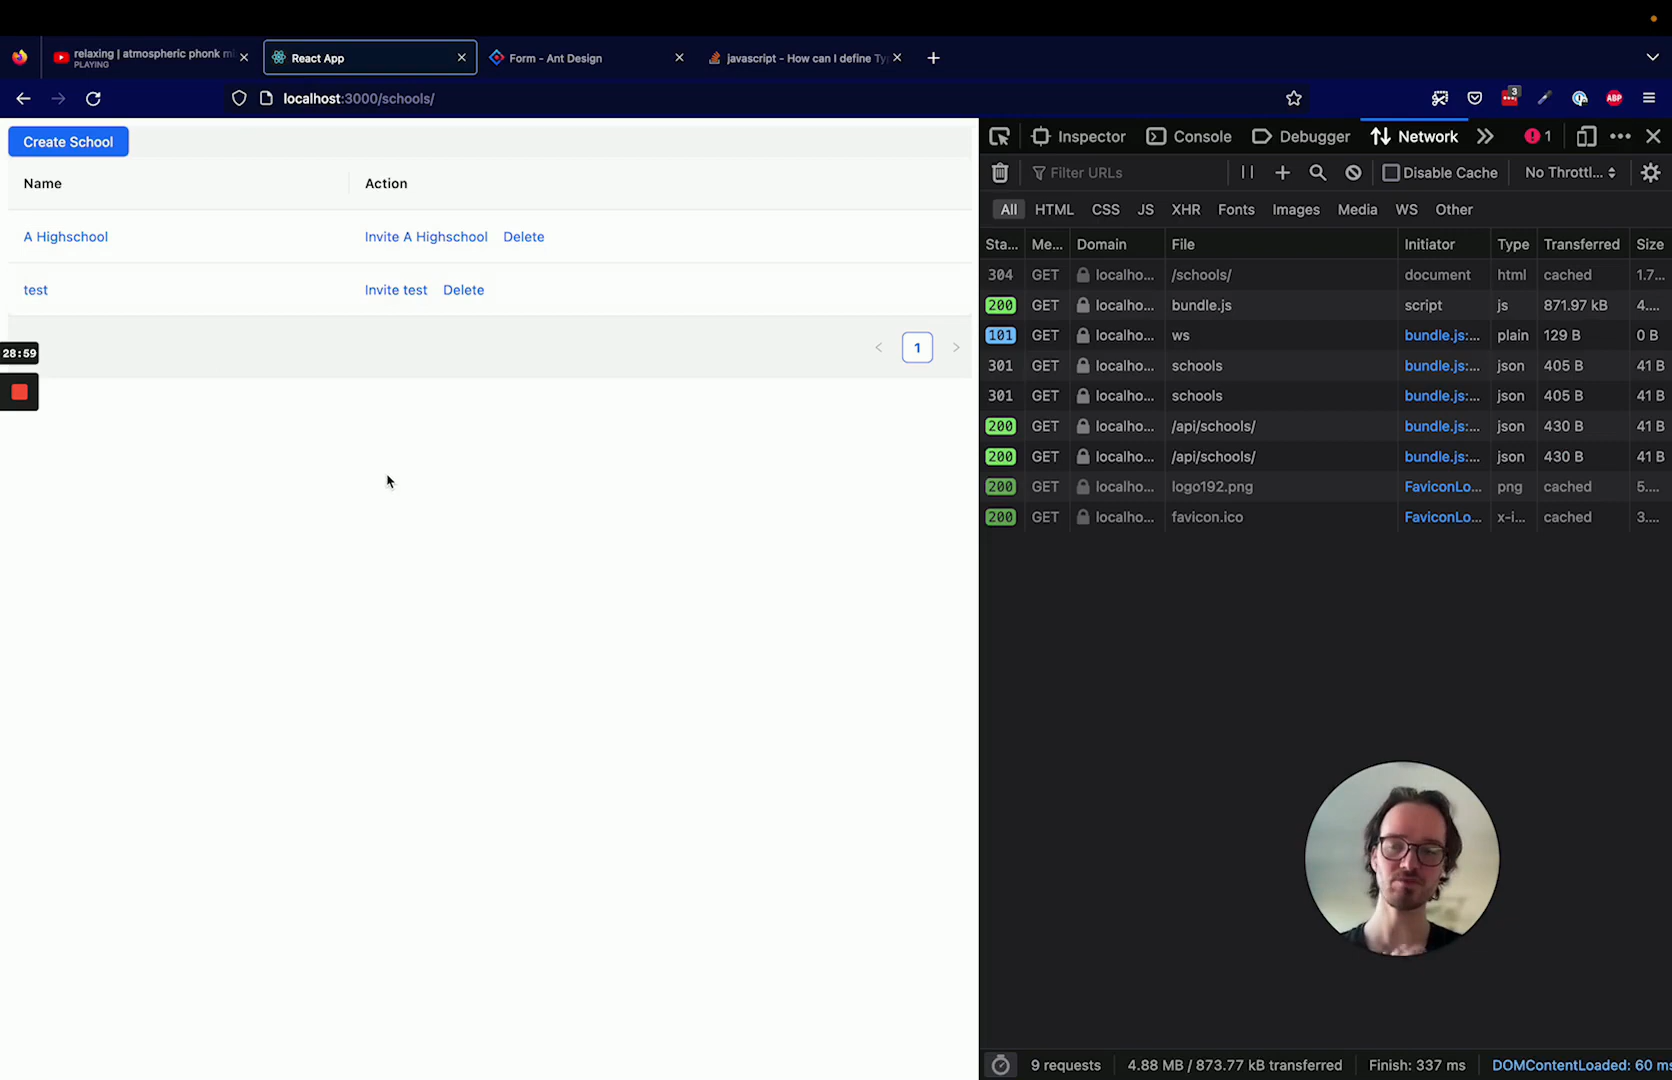 relaxing | atmospheric phonk m
PLAYING
React App
Form - Ant Design
javascript - How can I define Ty
localhost:3000/schools/
3
ABP
Create School
Name Action
A Highschool Invite A Highschool Delete
test Invite test Delete
1
28:59
Inspector Console Debugger Network 1
Filter URLs Disable Cache No Throttl...
All HTML CSS JS XHR Fonts Images Media WS Other
Sta... Me... Domain File Initiator Type Transferred Size
304 GET localho... /schools/ document html cached 1.7...
200 GET localho... bundle.js script js 871.97 kB 4....
101 GET localho... ws bundle.js:... plain 129 B 0 B
301 GET localho... schools bundle.js:... json 405 B 41 B
301 GET localho... schools bundle.js:... json 405 B 41 B
200 GET localho... /api/schools/ bundle.js:... json 430 B 41 B
200 GET localho... /api/schools/ bundle.js:... json 430 B 41 B
200 GET localho... logo192.png FaviconLo... png cached 5....
200 GET localho... favicon.ico FaviconLo... x-i... cached 3....
9 requests 4.88 MB / 873.77 kB transferred Finish: 337 ms DOMContentLoaded: 60 ms